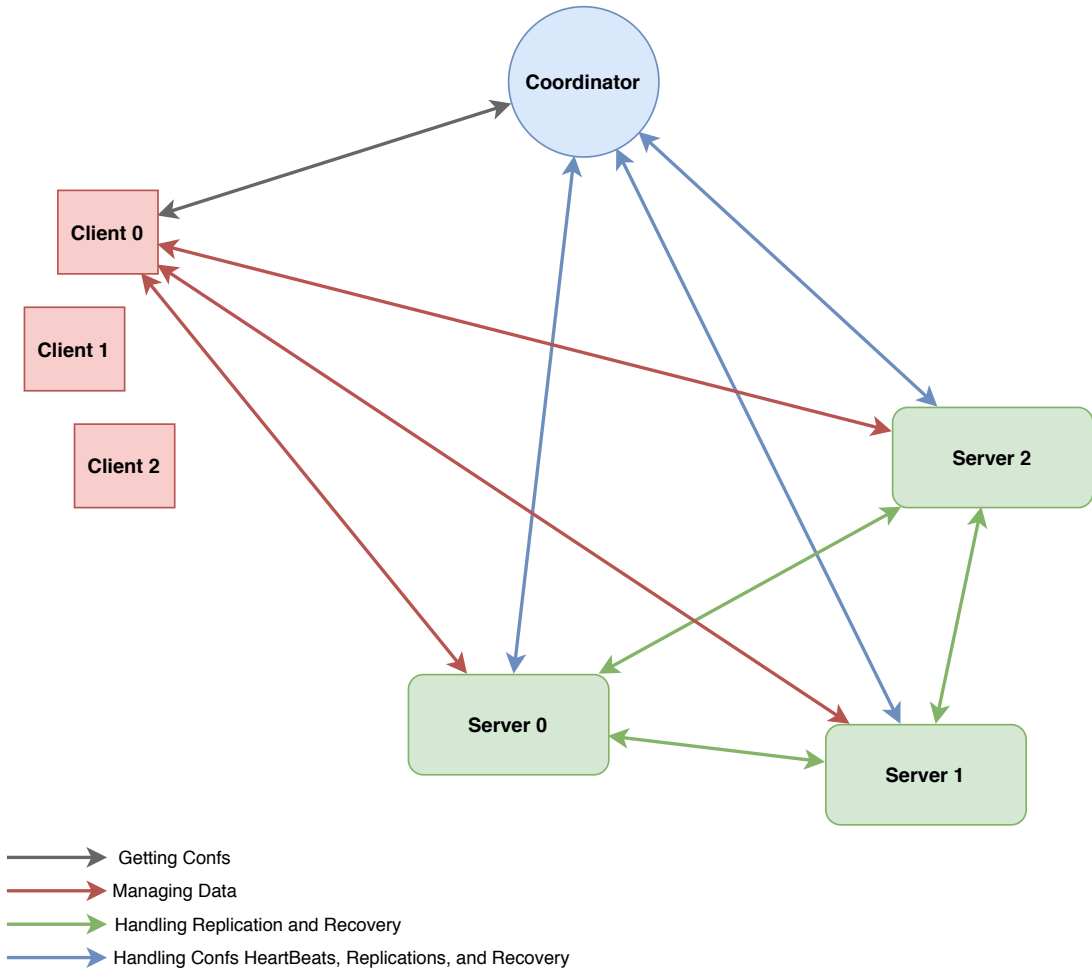 Coordinator
Client 0
Client 1
Client 2
Server 2
Server 0
Server 1
Getting Confs
Managing Data
Handling Replication and Recovery
Handling Confs HeartBeats, Replications, and Recovery